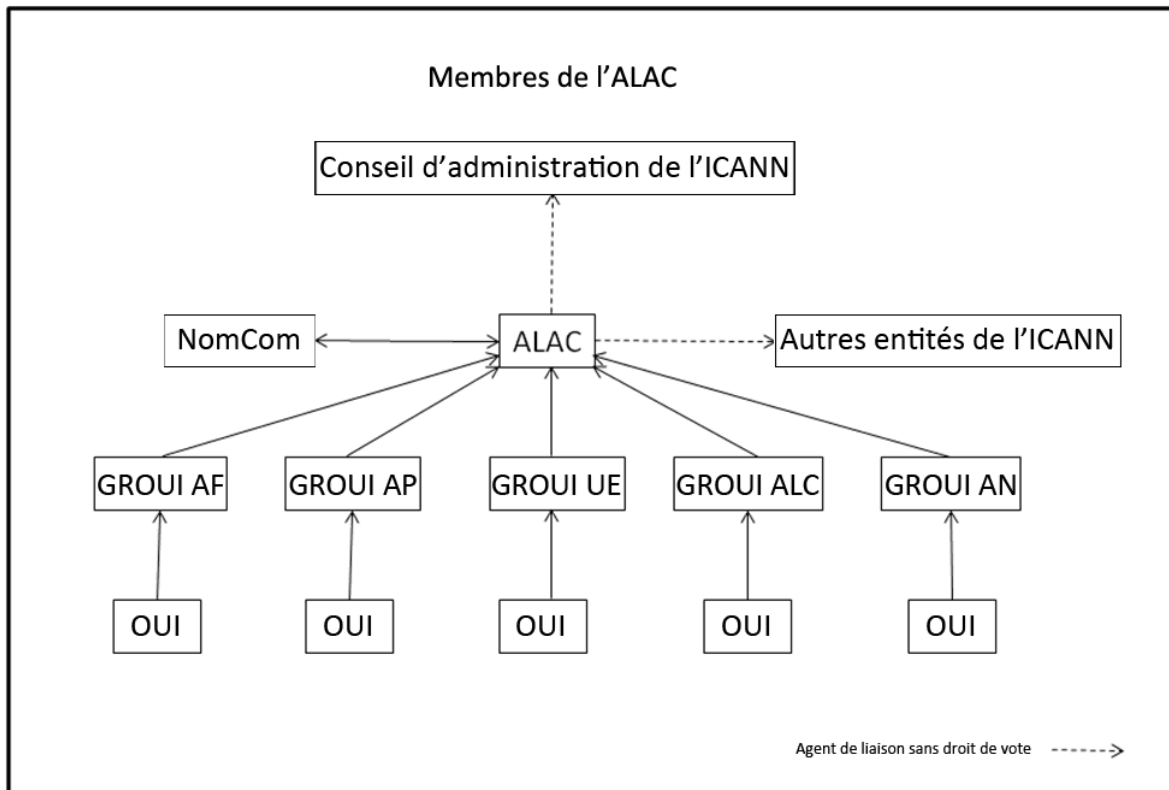 Membres de l'ALAC
Conseil d'administration de l'ICANN
NomCom
ALAC
Autres entités de l'ICANN
GROUI AF
GROUI AP
GROUI UE
GROUI ALC
GROUI AN
OUI
OUI
OUI
OUI
OUI
Agent de liaison sans droit de vote